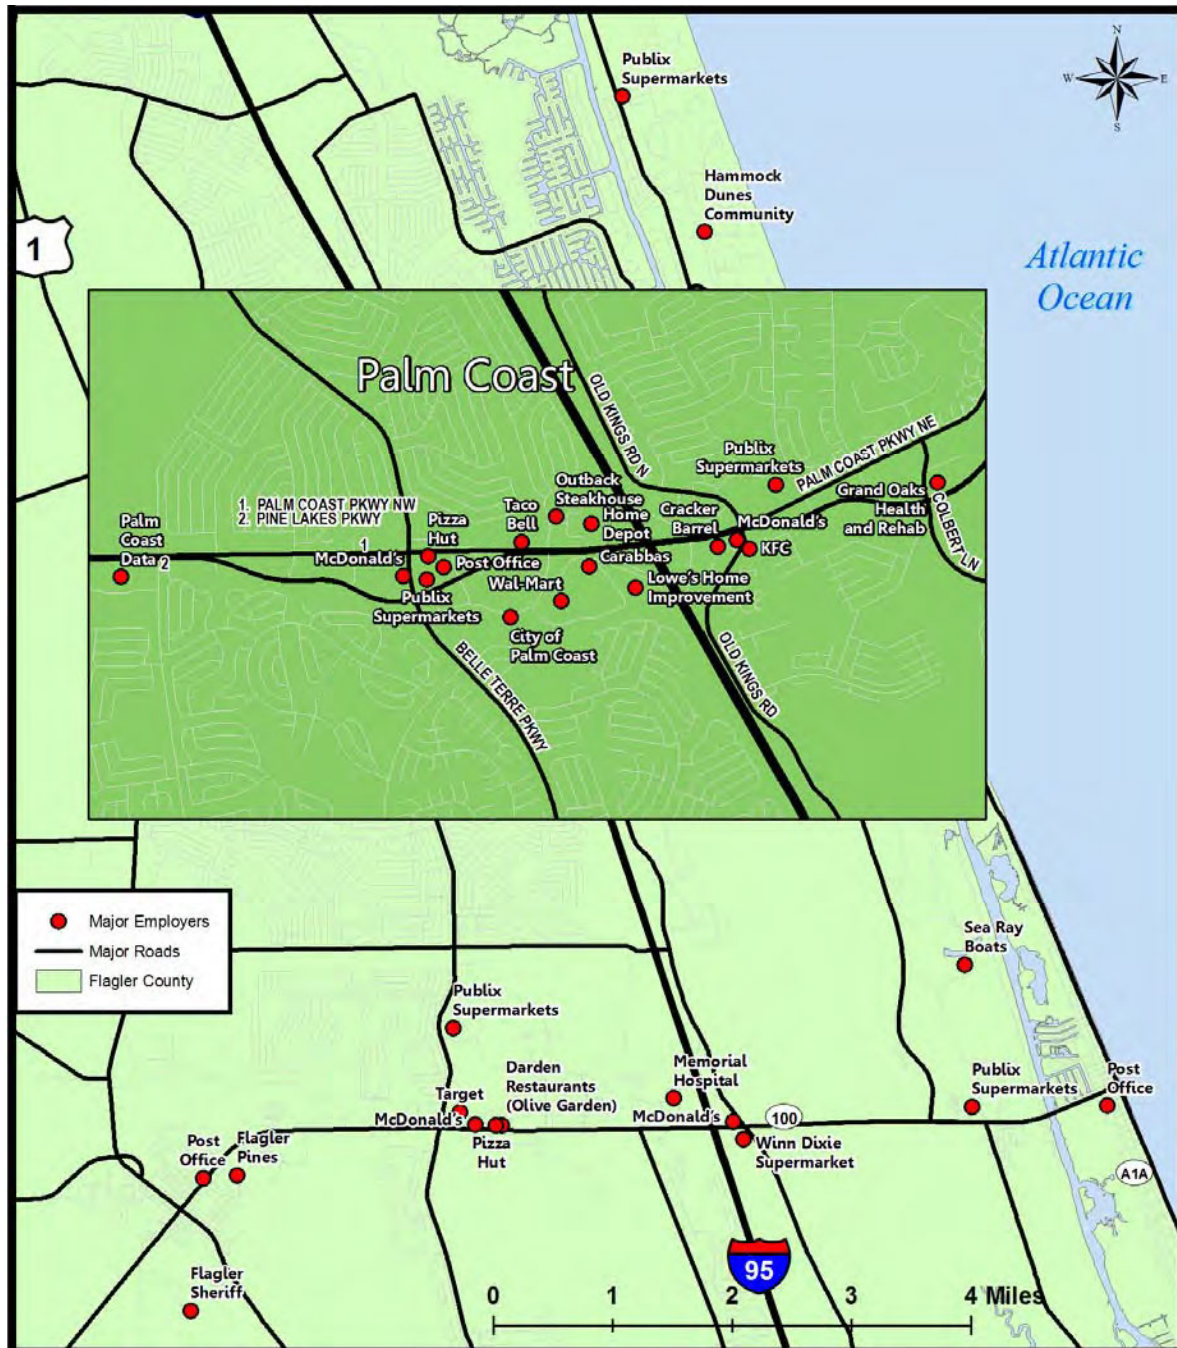 Publix
Supermarkets
N
W
E
S
Hammock
Dunes
Community
1
Atlantic
Ocean
Palm Coast
OLD KINGS RD N
PALM COAST PKWY NE
Publix
Supermarkets
Outback
Steakhouse
Grand Oaks
Health
and Rehab
COLBERT LN
1. PALM COAST PKWY NW
2. PINE LAKES PKWY
Taco
Bell
Home
Depot
Cracker
Barrel
McDonald's
KFC
Palm
Coast
Data
2
1
Pizza
Hut
McDonald's
Post Office
Carabbas
Wal-Mart
Lowe's Home
Improvement
Publix
Supermarkets
City of
Palm Coast
BELLE TERRE PKWY
OLD KINGS RD
Major Employers
Major Roads
Flagler County
Sea Ray
Boats
Publix
Supermarkets
Darden
Restaurants
(Olive Garden)
Memorial
Hospital
Publix
Supermarkets
Post
Office
Target
McDonald's
McDonald's
100
Pizza
Hut
Winn Dixie
Supermarket
Post
Office
Flagler
Pines
A1A
95
Flagler
Sheriff
0 1 2 3 4 Miles